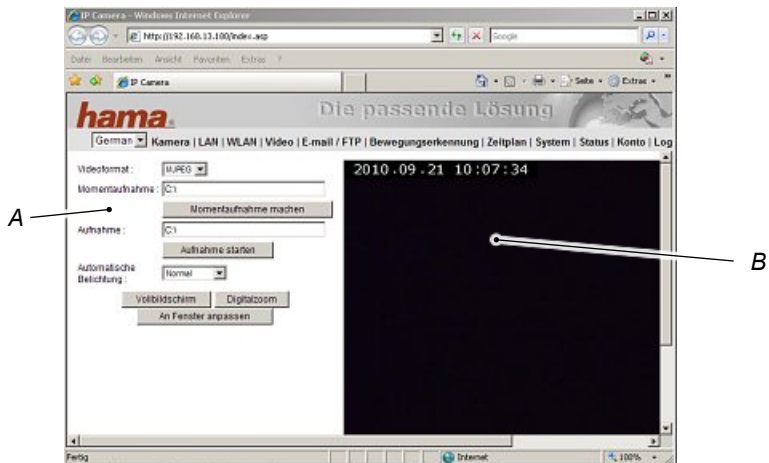 IP Camera - Windows Internet Explorer
http://192.168.13.100/index.asp
Google
Datei Bearbeiten Ansicht Favoriten Extras ?
IP Camera
Seite Extras
hama. Die passende Lösung
German Kamera | LAN | WLAN | Video | E-mail / FTP | Bewegungserkennung | Zeitplan | System | Status | Konto | Log
Videoformat : MJPEG
2010.09.21 10:07:34
Momentaufnahme : C:\
Momentaufnahme machen
A
Aufnahme : C:\
Aufnahme starten
B
Automatische
Belichtung : Normal
Vollbildschirm Digitalzoom
An Fenster anpassen
Fertig Internet 100%